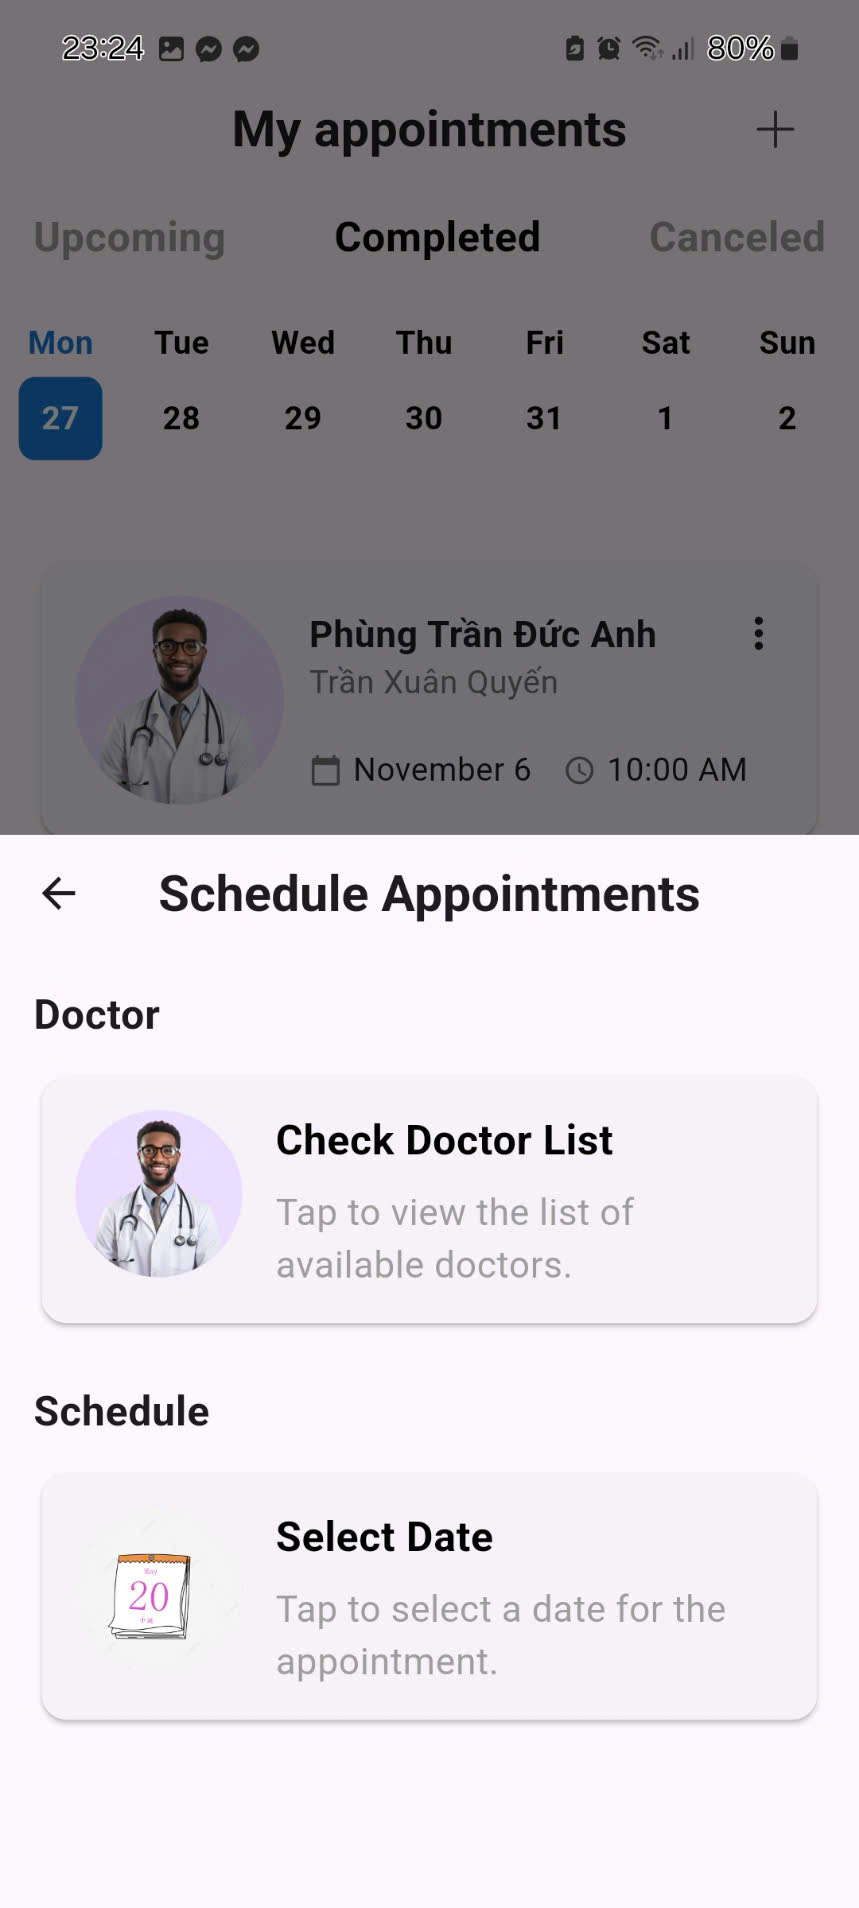 23:24
80%
My appointments
Upcoming Completed Canceled
Mon Tue Wed Thu Fri Sat Sun
27 28 29 30 31 1 2
Phùng Trần Đức Anh
Trần Xuân Quyến
November 6 10:00 AM
Schedule Appointments
Doctor
Check Doctor List
Tap to view the list of
available doctors.
Schedule
May
20
Select Date
Tap to select a date for the
appointment.